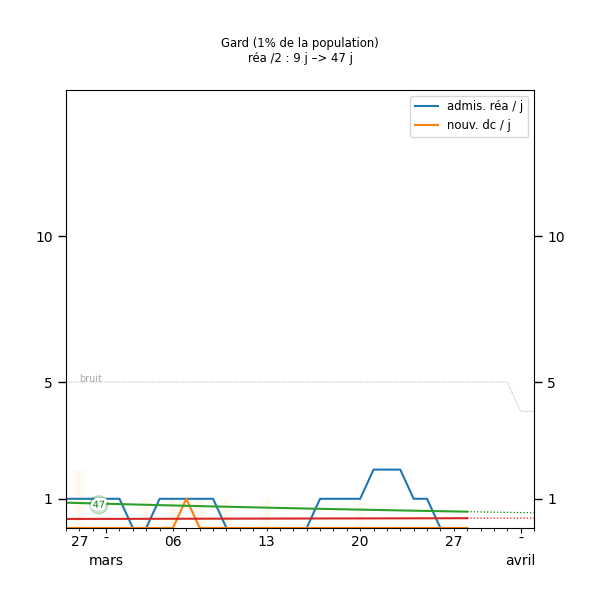 Gard (1% de la population)
réa /2 : 9 j –> 47 j
admis. réa / j
nouv. dc / j
10
10
5
5
bruit
1
1
47
27
-
06
13
20
27
-
mars
avril